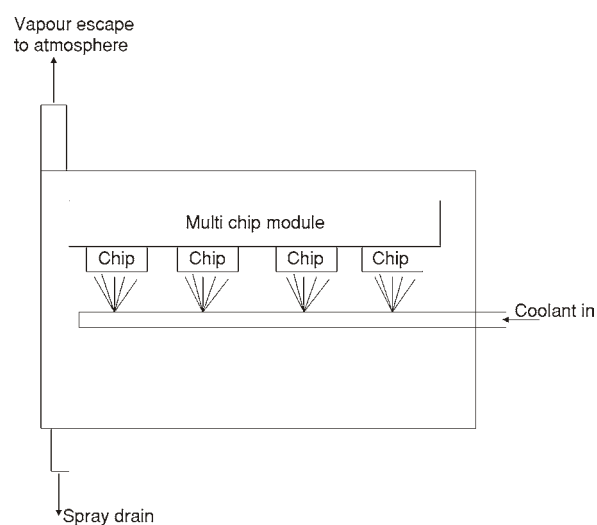 Vapour escape
to atmosphere
Multi chip module
Chip Chip Chip Chip
Coolant in
Spray drain